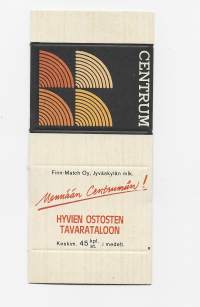 CENTRUM
Finn-Match Oy, Jyväskylän mlk.
Mennään Centrumiin!
HYVIEN OSTOSTEN
TAVARATALOON
Keskim. 45 kpl st. / medelt.